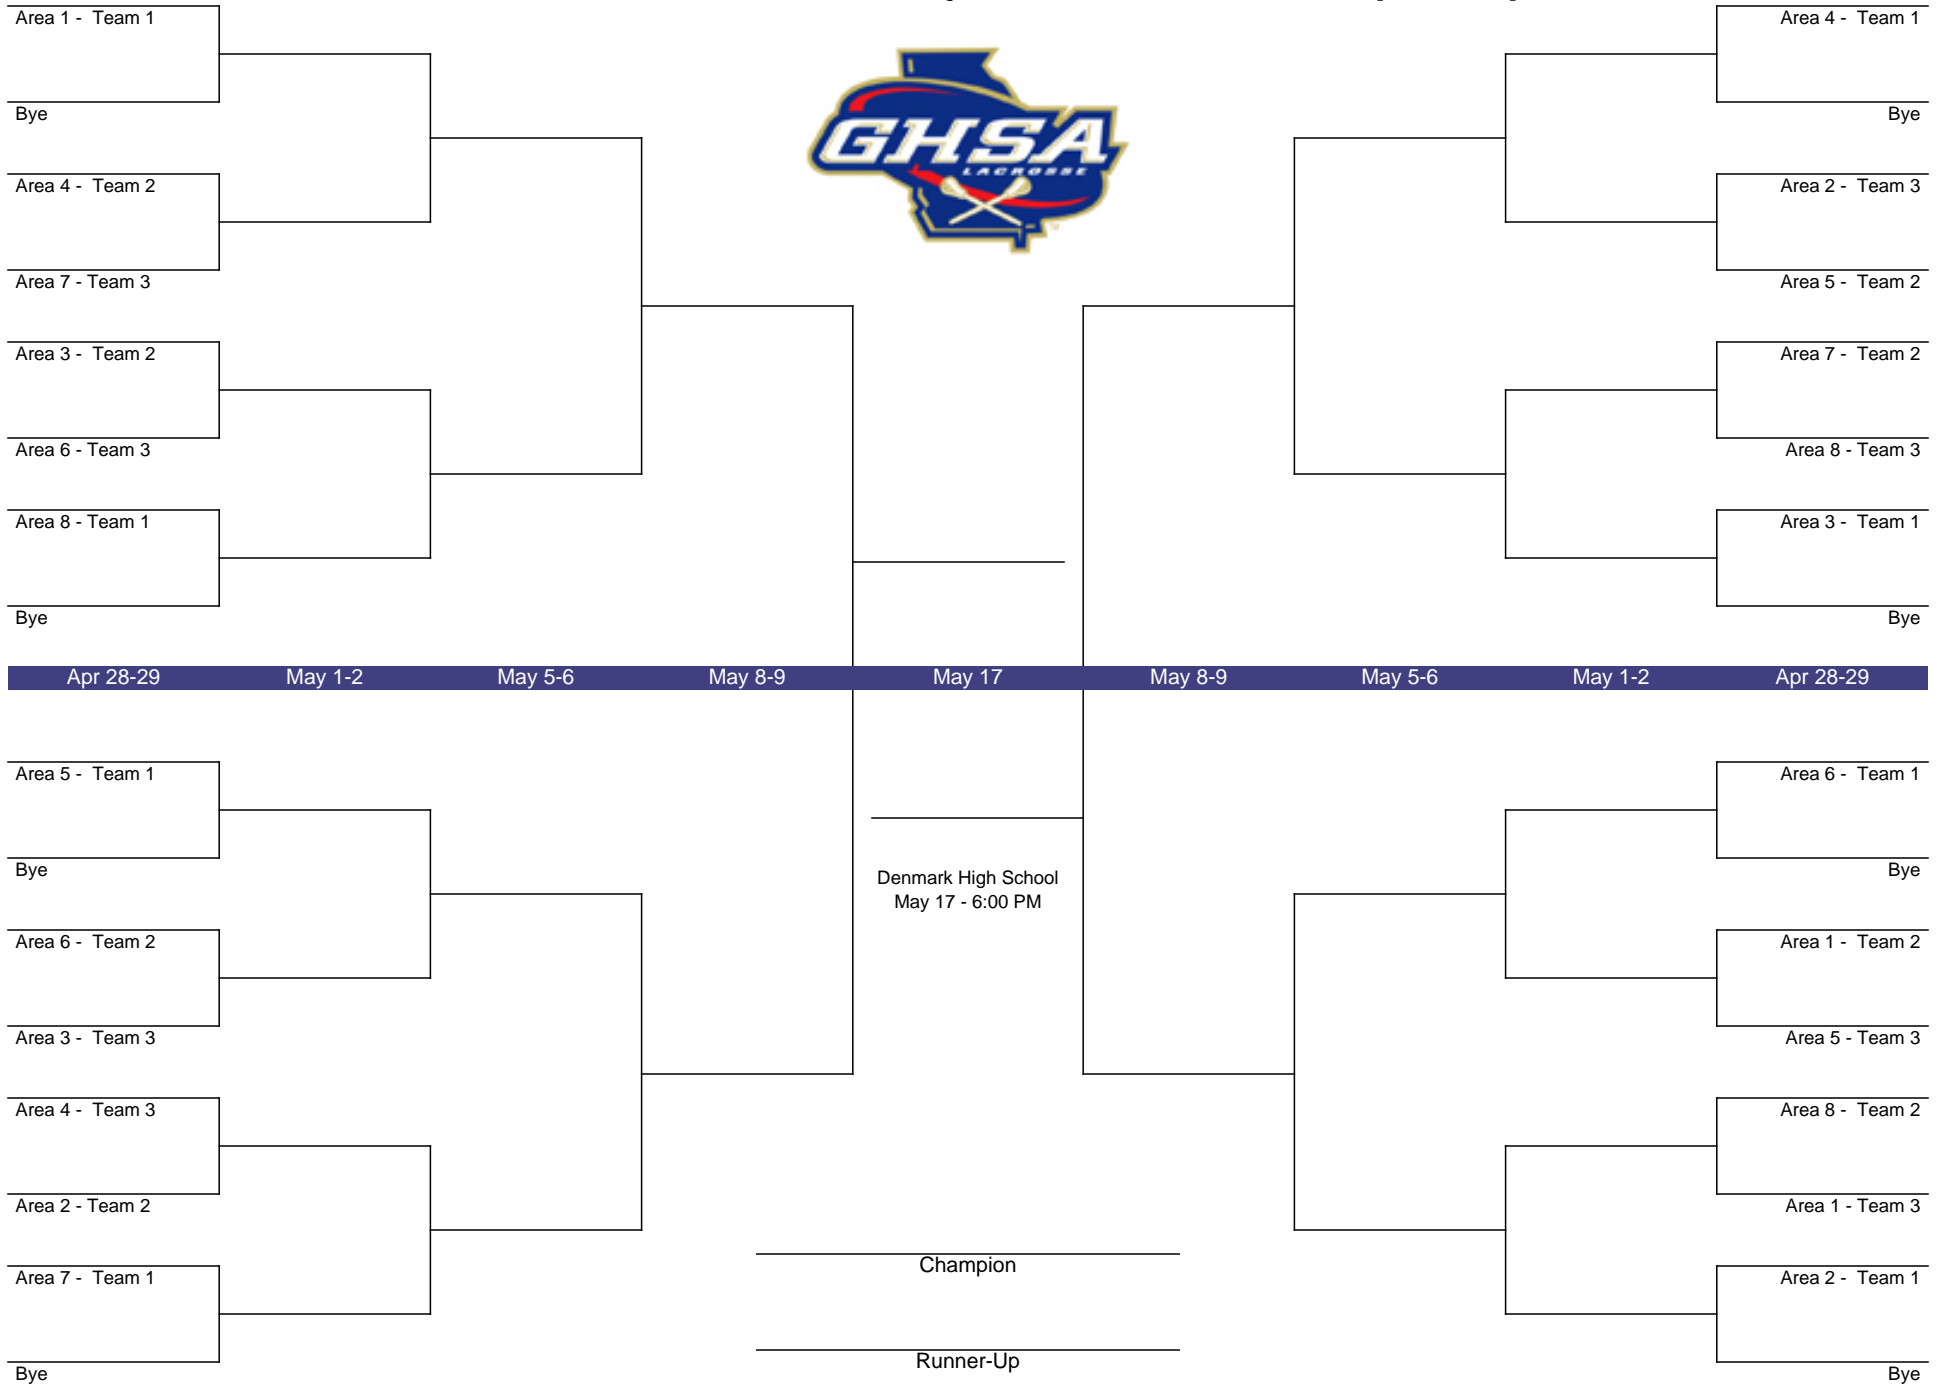 Area 1 - Team 1
Bye
Area 4 - Team 2
Area 7 - Team 3
Area 3 - Team 2
Area 6 - Team 3
Area 8 - Team 1
Bye
GHSA
LACROSSE
TM
Area 4 - Team 1
Bye
Area 2 - Team 3
Area 5 - Team 2
Area 7 - Team 2
Area 8 - Team 3
Area 3 - Team 1
Bye
Apr 28-29 May 1-2 May 5-6 May 8-9 May 17 May 8-9 May 5-6 May 1-2 Apr 28-29
Area 5 - Team 1
Bye
Area 6 - Team 2
Area 3 - Team 3
Area 4 - Team 3
Area 2 - Team 2
Area 7 - Team 1
Bye
Denmark High School
May 17 - 6:00 PM
Champion
Runner-Up
Area 6 - Team 1
Bye
Area 1 - Team 2
Area 5 - Team 3
Area 8 - Team 2
Area 1 - Team 3
Area 2 - Team 1
Bye